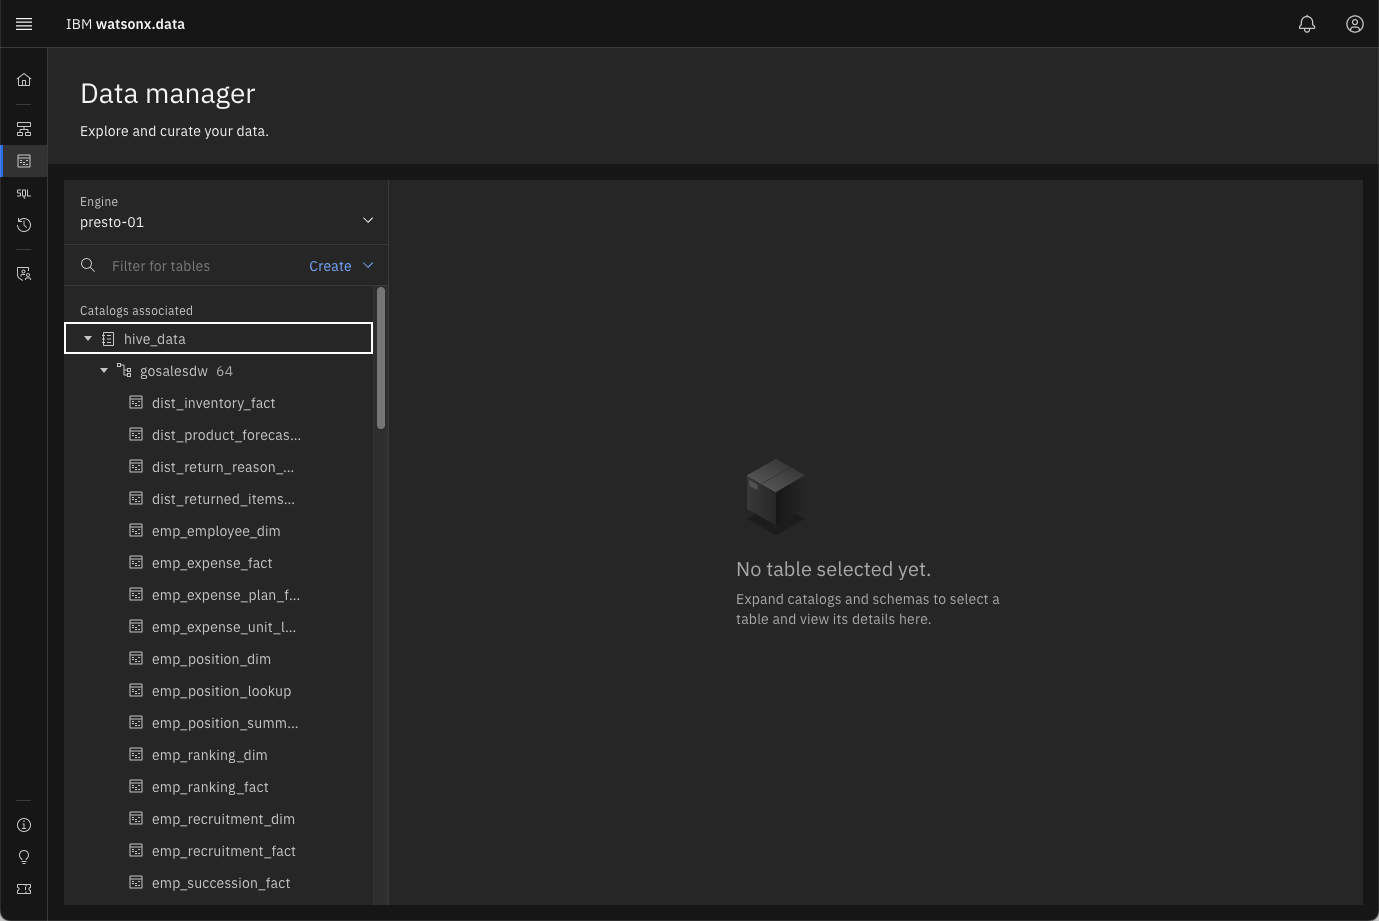 IBM watsonx.data
Data manager
Explore and curate your data.
SQL
Engine
presto-01
Filter for tables
Create
Catalogs associated
hive_data
gosalesdw 64
dist_inventory_fact
dist_product_forecas...
dist_return_reason_...
dist_returned_items...
emp_employee_dim
emp_expense_fact
emp_expense_plan_f...
emp_expense_unit_l...
emp_position_dim
emp_position_lookup
emp_position_summ...
emp_ranking_dim
emp_ranking_fact
emp_recruitment_dim
emp_recruitment_fact
emp_succession_fact
No table selected yet.
Expand catalogs and schemas to select a
table and view its details here.